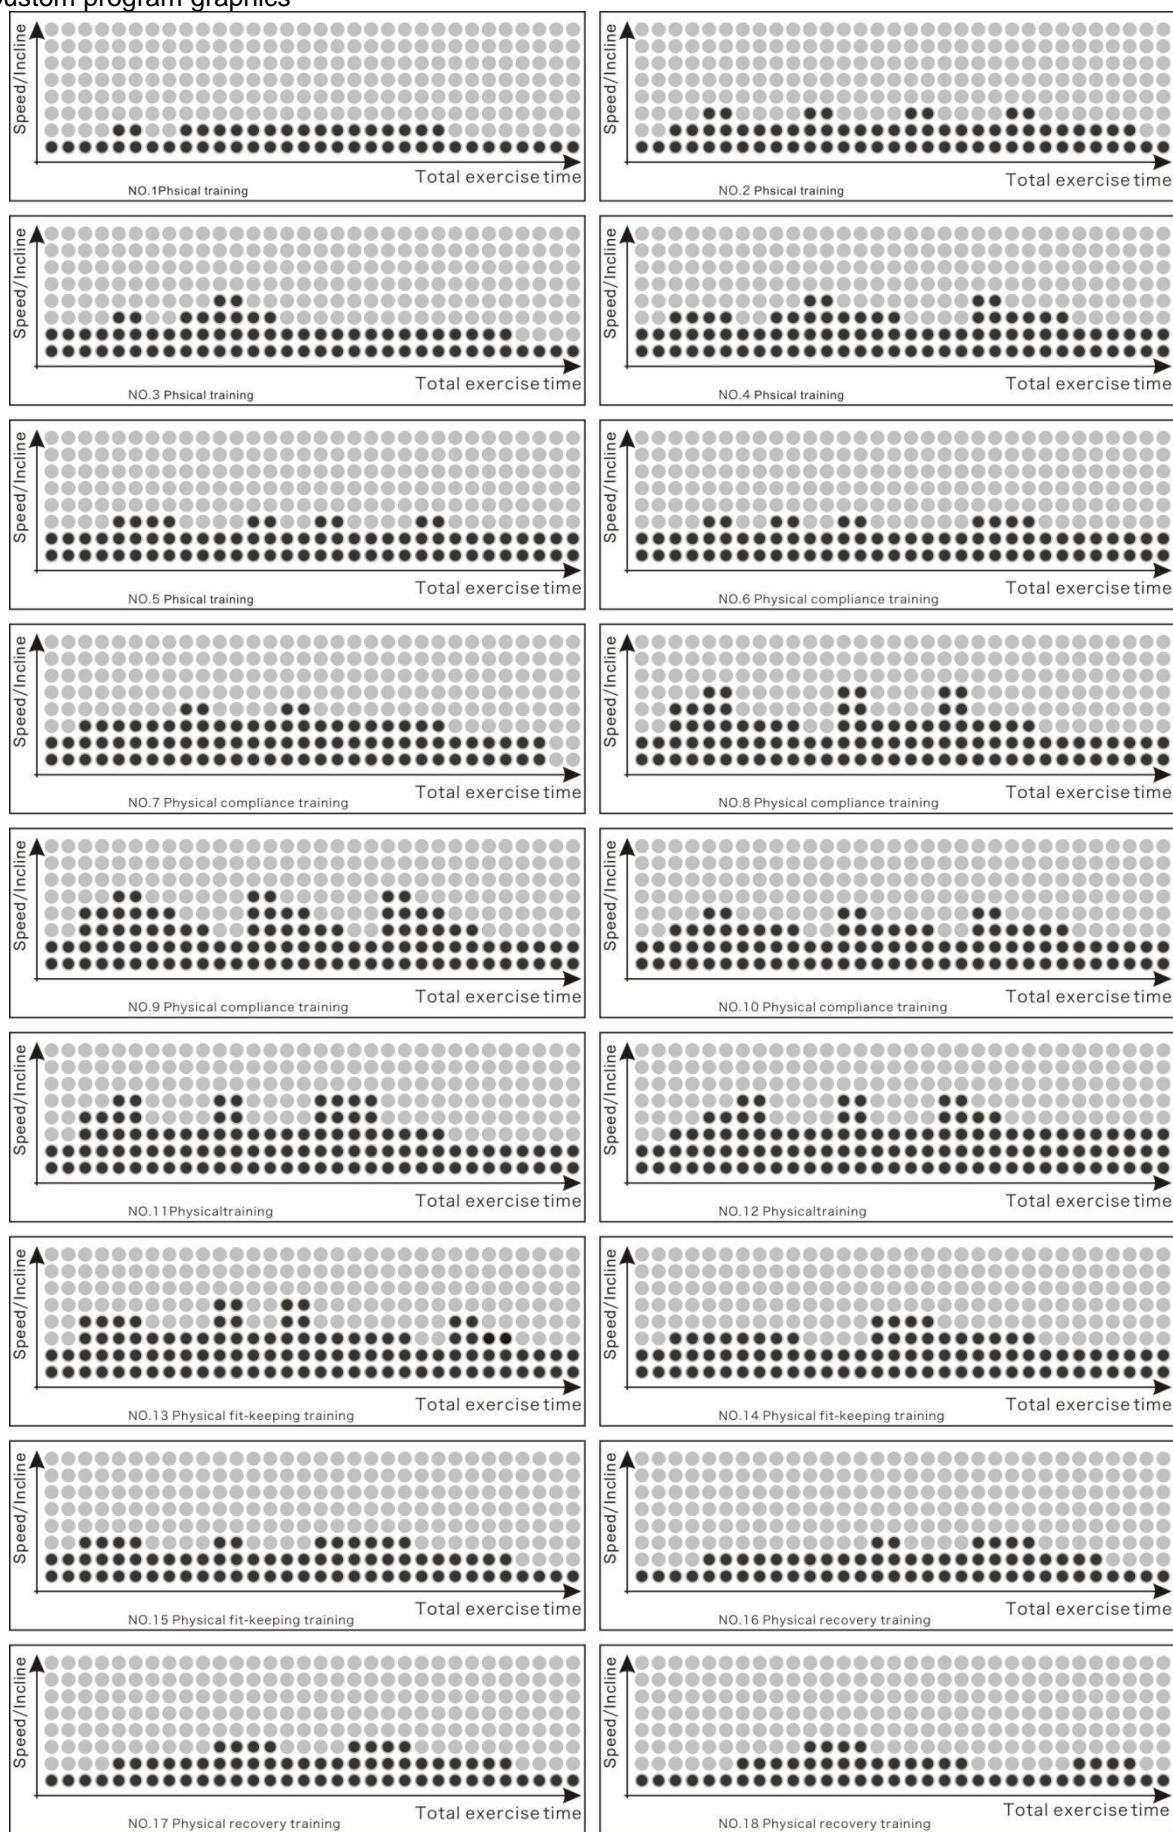 Custom program graphics
Speed/Incline
Total exercise time
NO.1Phsical training
Speed/Incline
Total exercise time
NO.2 Phsical training
Speed/Incline
Total exercise time
NO.3 Phsical training
Speed/Incline
Total exercise time
NO.4 Phsical training
Speed/Incline
Total exercise time
NO.5 Phsical training
Speed/Incline
Total exercise time
NO.6 Physical compliance training
Speed/Incline
Total exercise time
NO.7 Physical compliance training
Speed/Incline
Total exercise time
NO.8 Physical compliance training
Speed/Incline
Total exercise time
NO.9 Physical compliance training
Speed/Incline
Total exercise time
NO.10 Physical compliance training
Speed/Incline
Total exercise time
NO.11Physicaltraining
Speed/Incline
Total exercise time
NO.12 Physicaltraining
Speed/Incline
Total exercise time
NO.13 Physical fit-keeping training
Speed/Incline
Total exercise time
NO.14 Physical fit-keeping training
Speed/Incline
Total exercise time
NO.15 Physical fit-keeping training
Speed/Incline
Total exercise time
NO.16 Physical recovery training
Speed/Incline
Total exercise time
NO.17 Physical recovery training
Speed/Incline
Total exercise time
NO.18 Physical recovery training